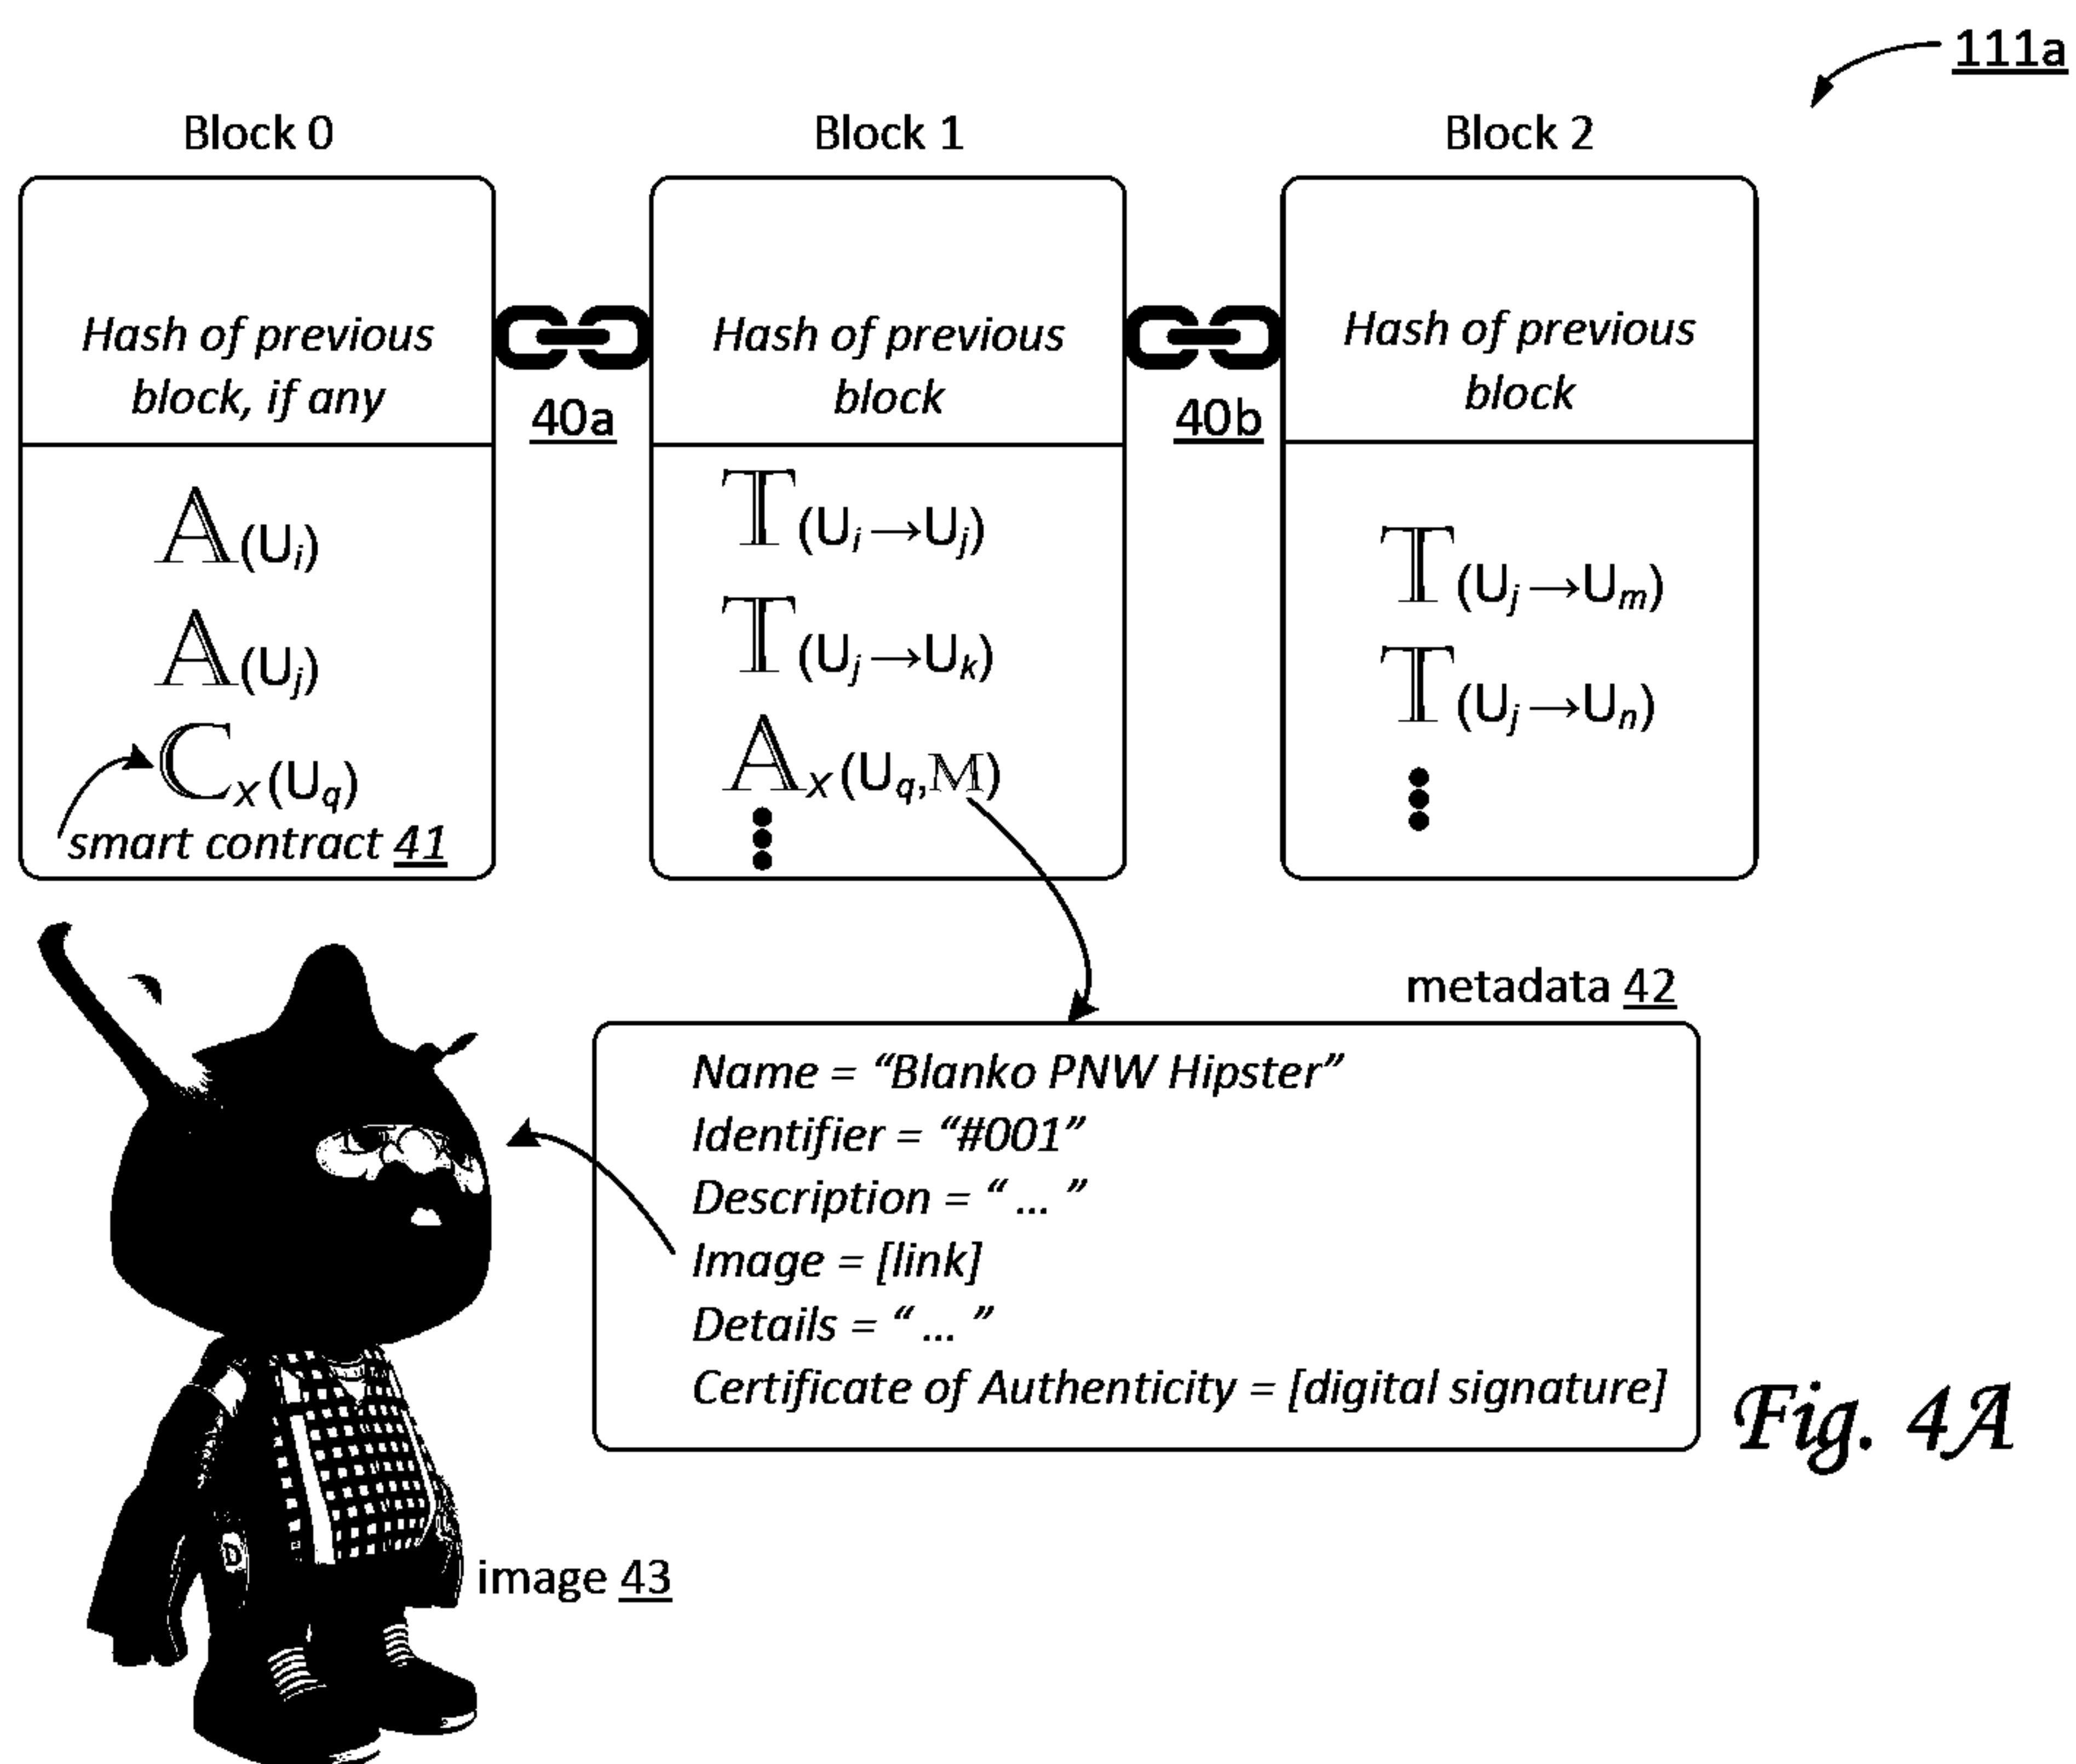 111a
Block 0
Hash of previous
block, if any
A(Ui)
A(Uj)
Cx(Uq)
smart contract 41
40a
Block 1
Hash of previous
block
T(Ui→Uj)
T(Uj→Uk)
Ax(Uq,M)
40b
Block 2
Hash of previous
block
T(Uj→Um)
T(Uj→Un)
metadata 42
Name = “Blanko PNW Hipster”
Identifier = “#001”
Description = “ ... ”
Image = [link]
Details = “ ... ”
Certificate of Authenticity = [digital signature]
image 43
Fig. 4A